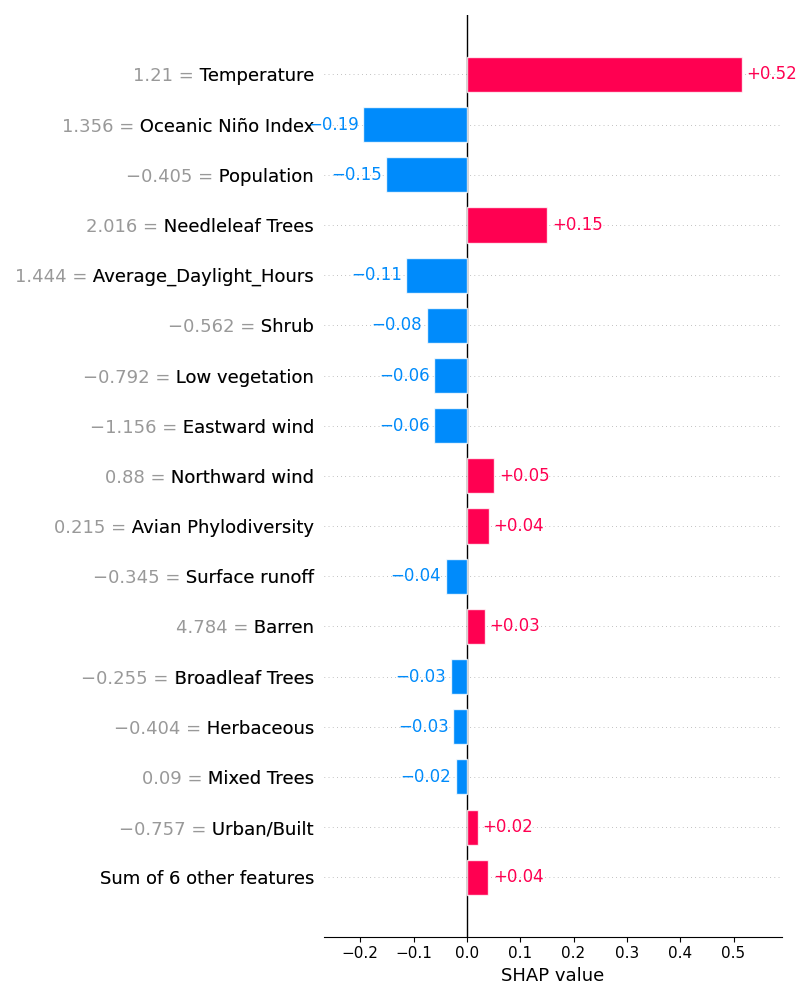 1.21 = Temperature +0.52
1.356 = Oceanic Niño Index −0.19
−0.405 = Population −0.15
2.016 = Needleleaf Trees +0.15
1.444 = Average_Daylight_Hours −0.11
−0.562 = Shrub −0.08
−0.792 = Low vegetation −0.06
−1.156 = Eastward wind −0.06
0.88 = Northward wind +0.05
0.215 = Avian Phylodiversity +0.04
−0.345 = Surface runoff −0.04
4.784 = Barren +0.03
−0.255 = Broadleaf Trees −0.03
−0.404 = Herbaceous −0.03
0.09 = Mixed Trees −0.02
−0.757 = Urban/Built +0.02
Sum of 6 other features +0.04
−0.2 −0.1 0.0 0.1 0.2 0.3 0.4 0.5
SHAP value